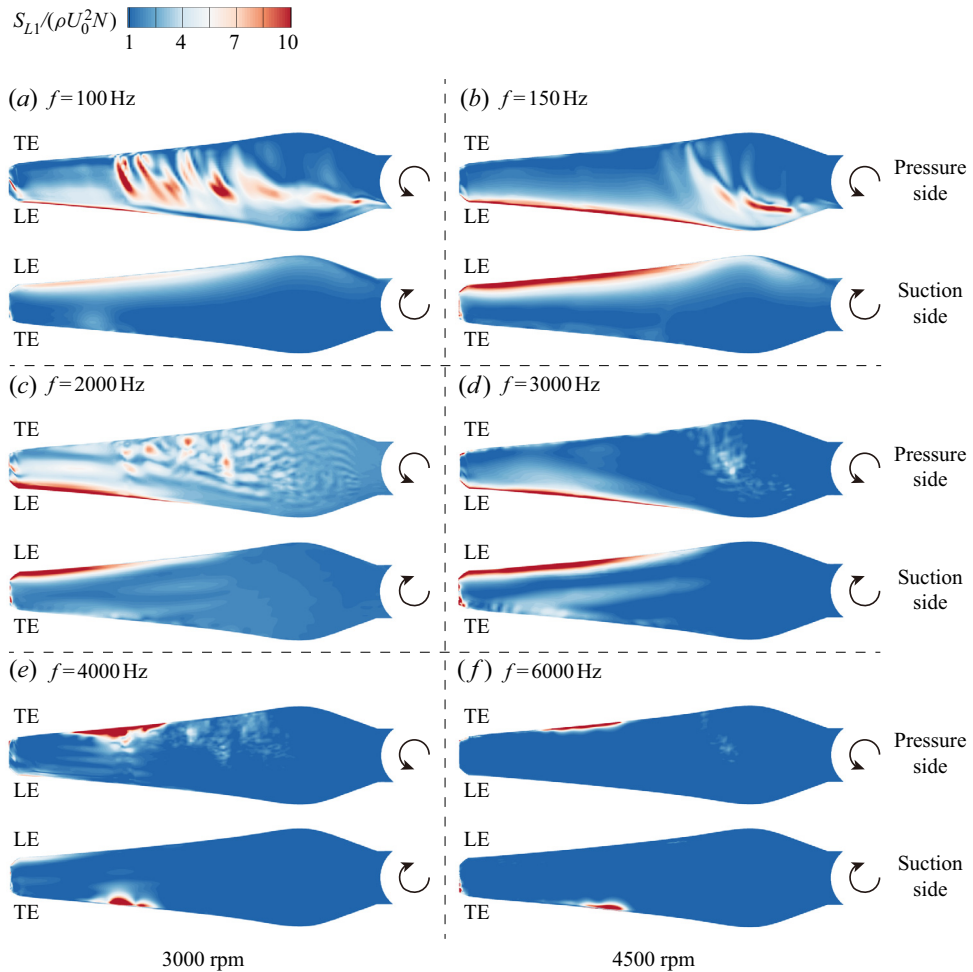 S_{L1}/(ρU_0^2N)
1 4 7 10
(a) f=100 Hz
(b) f=150 Hz
TE
TE
Pressure
side
LE
LE
LE
LE
Suction
side
TE
TE
(c) f=2000 Hz
(d) f=3000 Hz
TE
TE
Pressure
side
LE
LE
LE
LE
Suction
side
TE
TE
(e) f=4000 Hz
(f) f=6000 Hz
TE
TE
Pressure
side
LE
LE
LE
LE
Suction
side
TE
TE
3000 rpm
4500 rpm